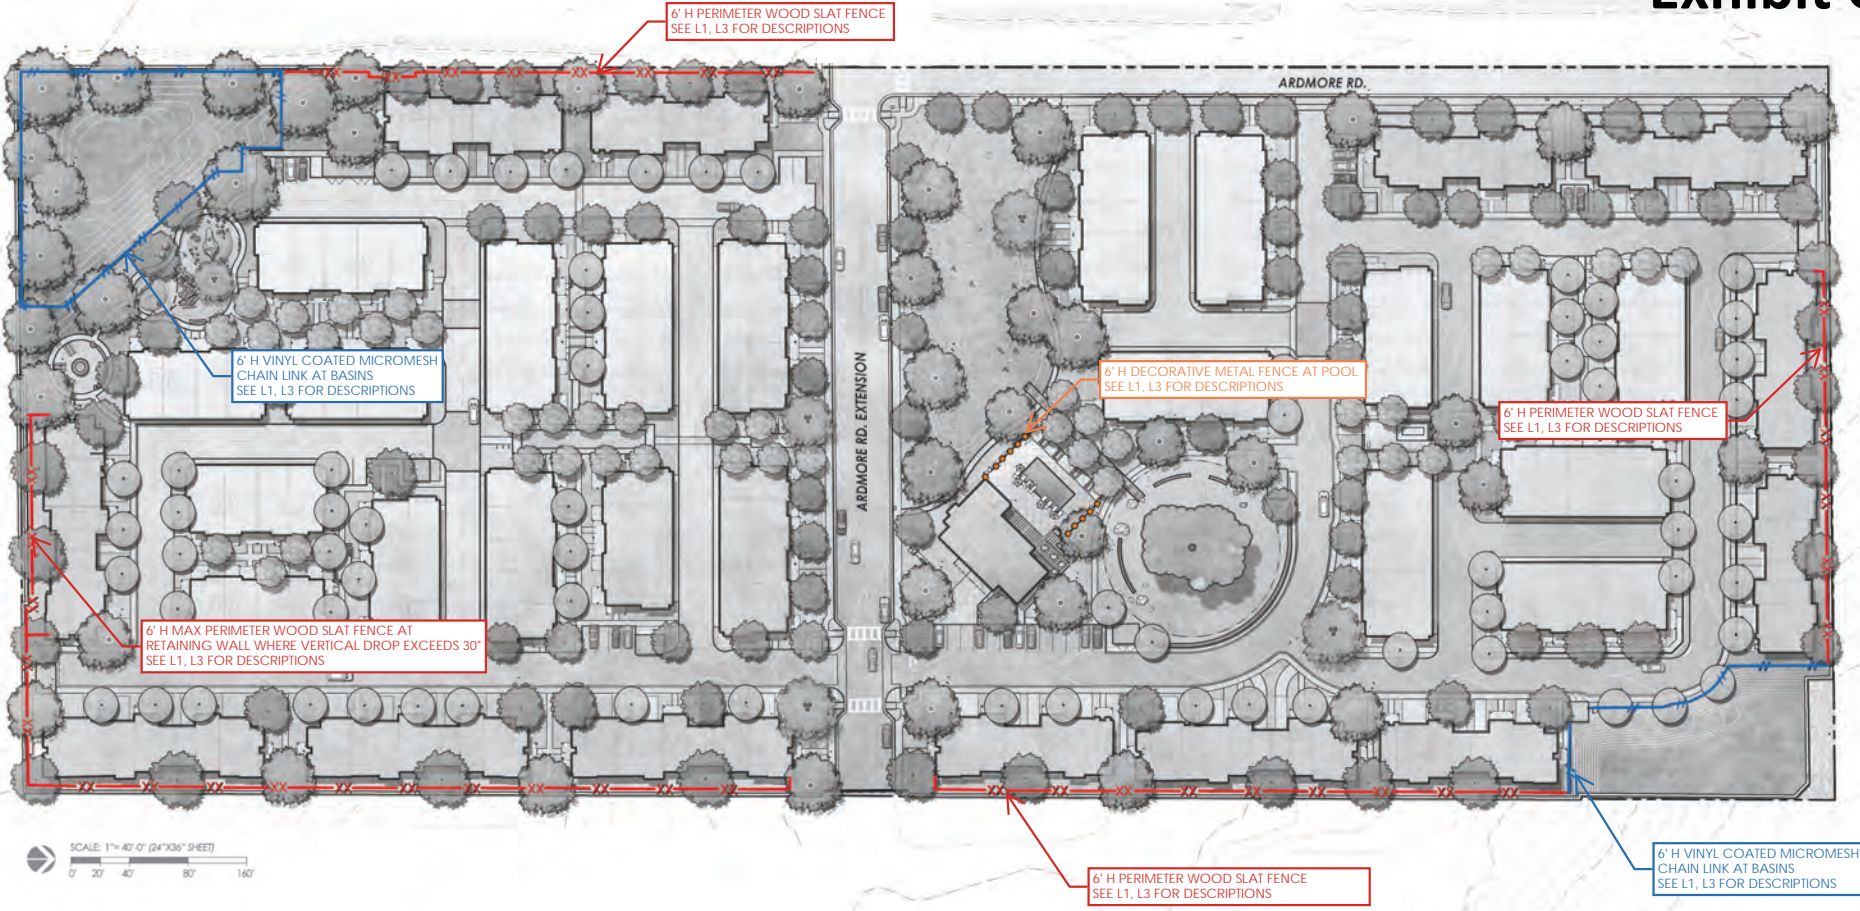 6' H PERIMETER WOOD SLAT FENCE
SEE L1, L3 FOR DESCRIPTIONS
ARDMORE RD.
6' H VINYL COATED MICROMESH
CHAIN LINK AT BASINS
SEE L1, L3 FOR DESCRIPTIONS
ARDMORE RD. EXTENSION
6' H DECORATIVE METAL FENCE AT POOL
SEE L1, L3 FOR DESCRIPTIONS
6' H PERIMETER WOOD SLAT FENCE
SEE L1, L3 FOR DESCRIPTIONS
6' H MAX PERIMETER WOOD SLAT FENCE AT
RETAINING WALL WHERE VERTICAL DROP EXCEEDS 30"
SEE L1, L3 FOR DESCRIPTIONS
SCALE: 1"= 40'-0" (24"X36" SHEET)
0' 20' 40' 80' 160'
6' H PERIMETER WOOD SLAT FENCE
SEE L1, L3 FOR DESCRIPTIONS
6' H VINYL COATED MICROMESH
CHAIN LINK AT BASINS
SEE L1, L3 FOR DESCRIPTIONS